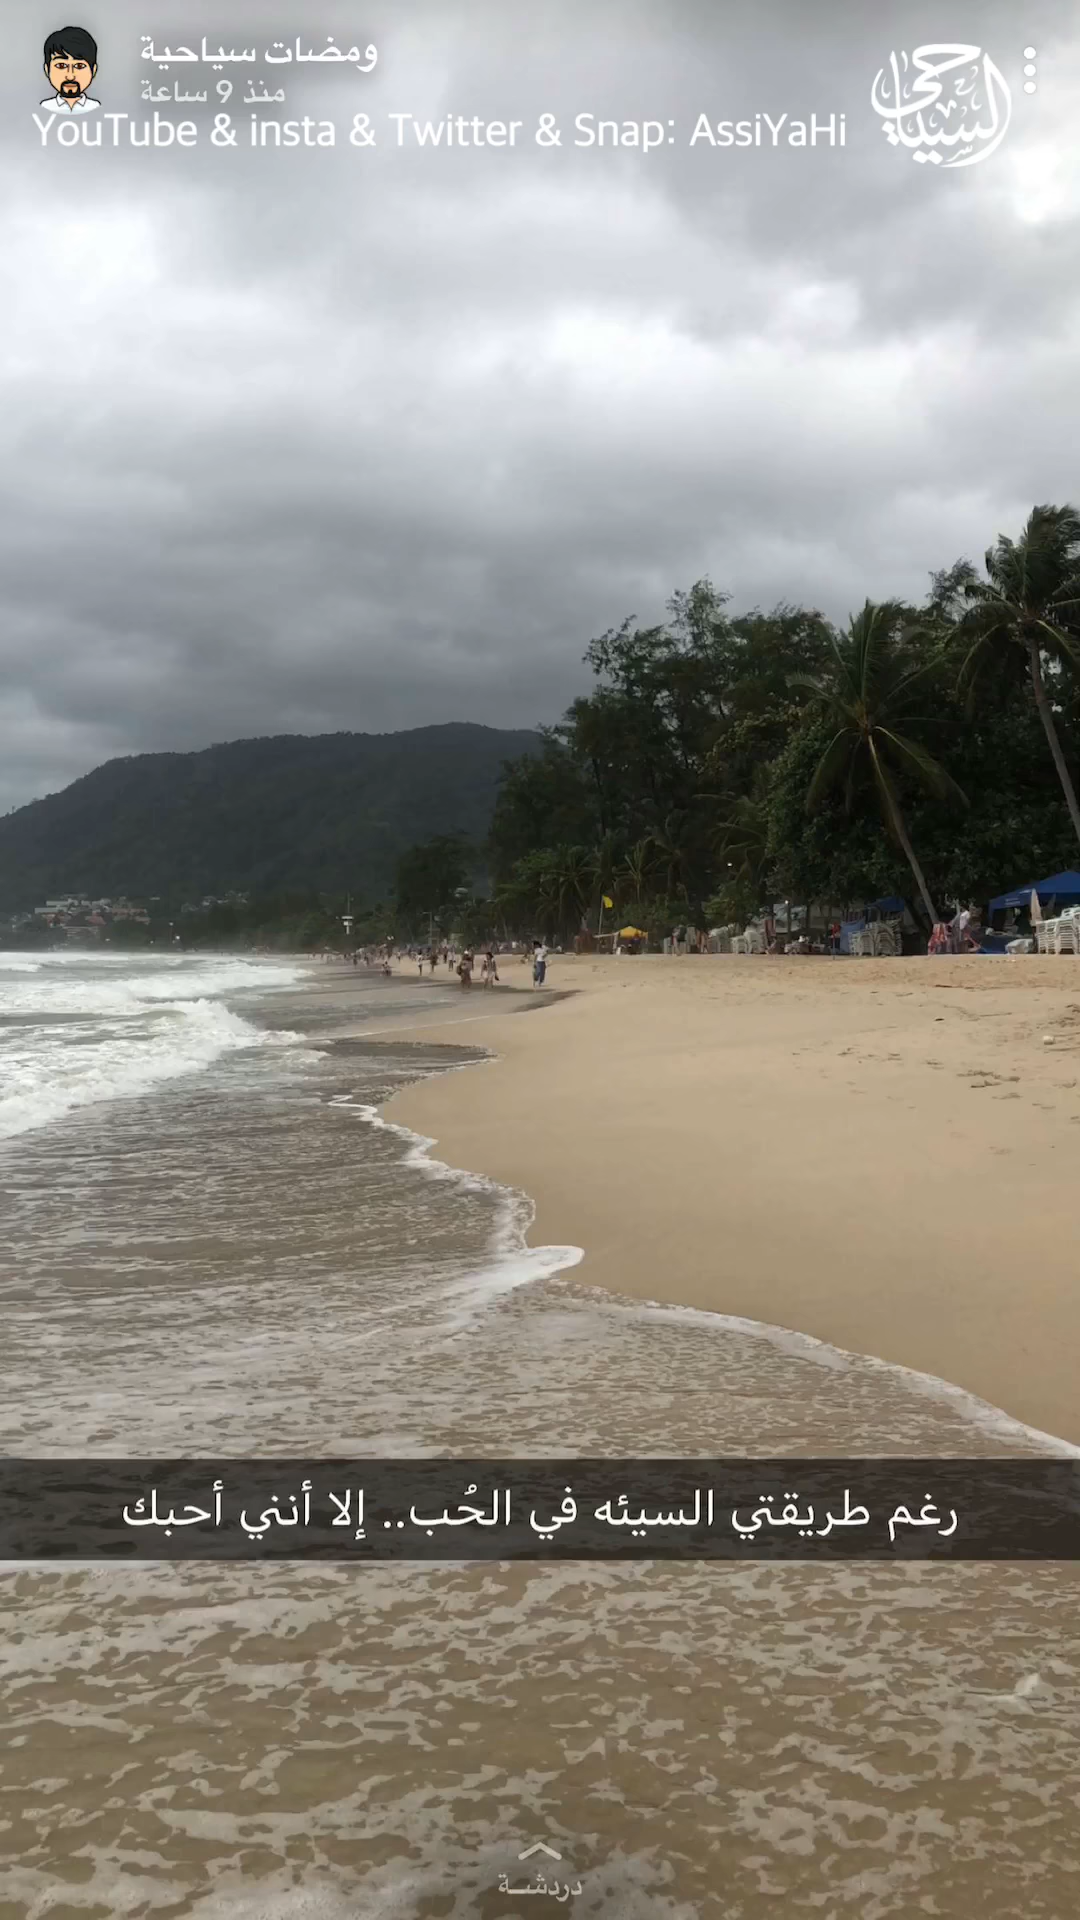 ومضات سياحية
منذ 9 ساعة
YouTube & insta & Twitter & Snap: AssiYaHi
السياحي
رغم طريقتي السيئه في الحُب.. إلا أنني أحبك
دردشــة